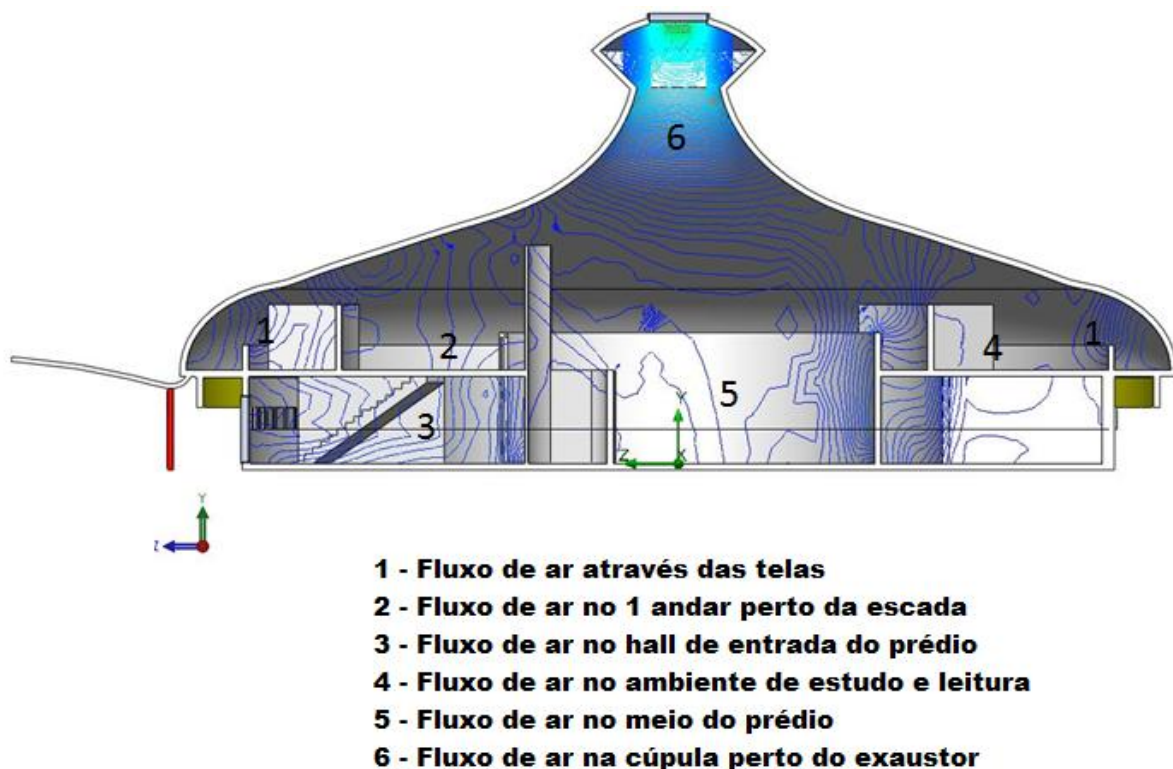 6
1
2
1
4
5
3
Y
Z
X
Y
Z
1 - Fluxo de ar através das telas
2 - Fluxo de ar no 1 andar perto da escada
3 - Fluxo de ar no hall de entrada do prédio
4 - Fluxo de ar no ambiente de estudo e leitura
5 - Fluxo de ar no meio do prédio
6 - Fluxo de ar na cúpula perto do exaustor